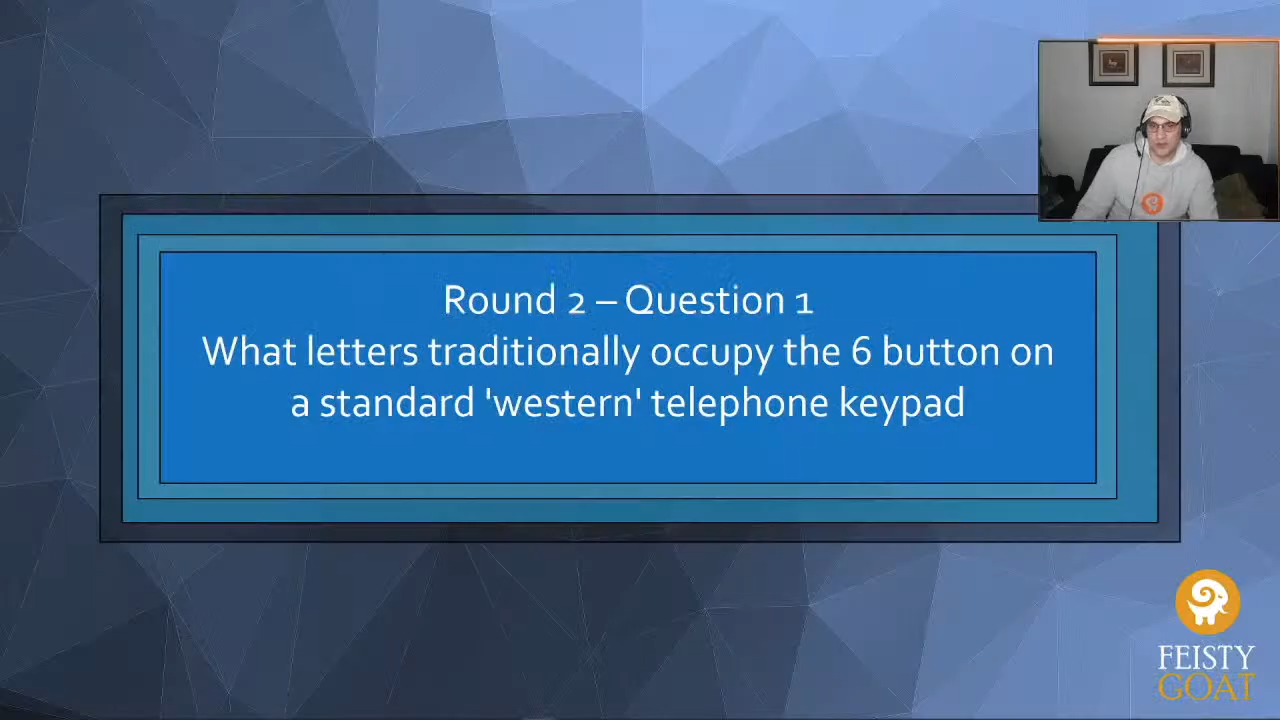 Round 2 – Question 1
What letters traditionally occupy the 6 button on
a standard 'western' telephone keypad
FEISTY
GOAT